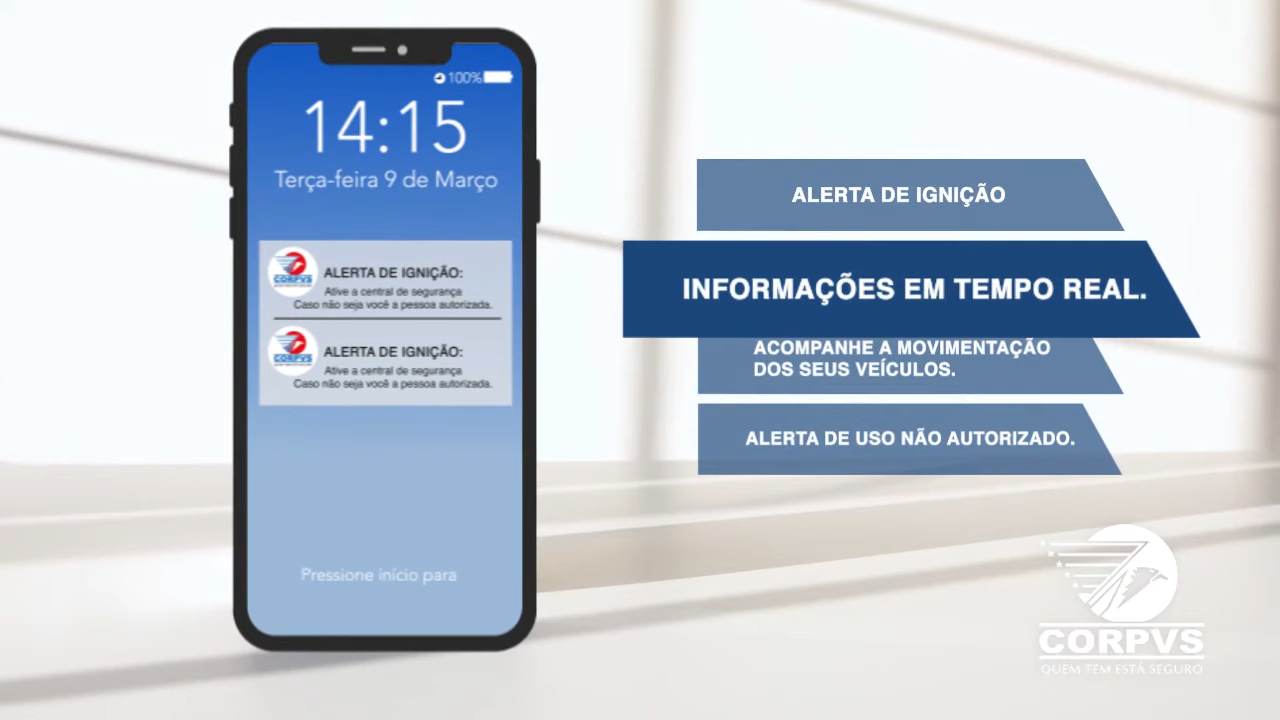 100%
14:15
Terça-feira 9 de Março
CORPVS
ALERTA DE IGNIÇÃO:
Ative a central de segurança
Caso não seja você a pessoa autorizada.
CORPVS
ALERTA DE IGNIÇÃO:
Ative a central de segurança
Caso não seja você a pessoa autorizada.
Pressione início para
ALERTA DE IGNIÇÃO
INFORMAÇÕES EM TEMPO REAL.
ACOMPANHE A MOVIMENTAÇÃO
DOS SEUS VEÍCULOS.
ALERTA DE USO NÃO AUTORIZADO.
CORPVS
QUEM TEM ESTÁ SEGURO